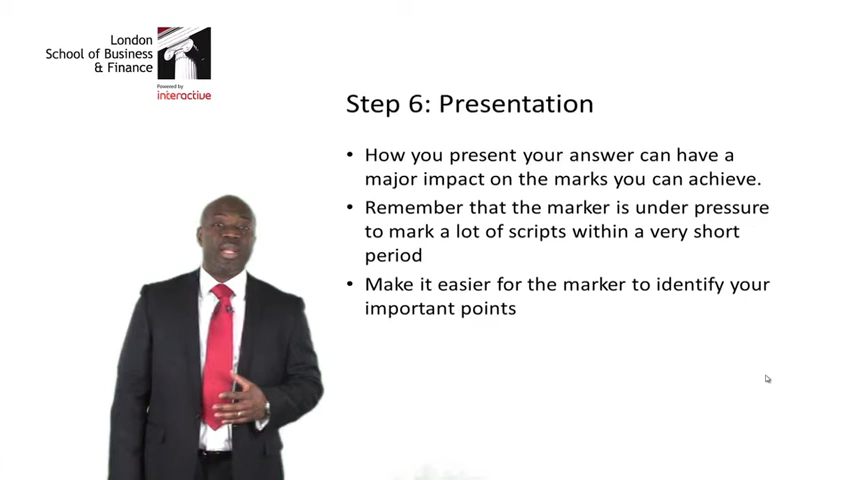 London
School of Business
& Finance
Powered by
interactive
Step 6: Presentation
• How you present your answer can have a
major impact on the marks you can achieve.
• Remember that the marker is under pressure
to mark a lot of scripts within a very short
period
• Make it easier for the marker to identify your
important points